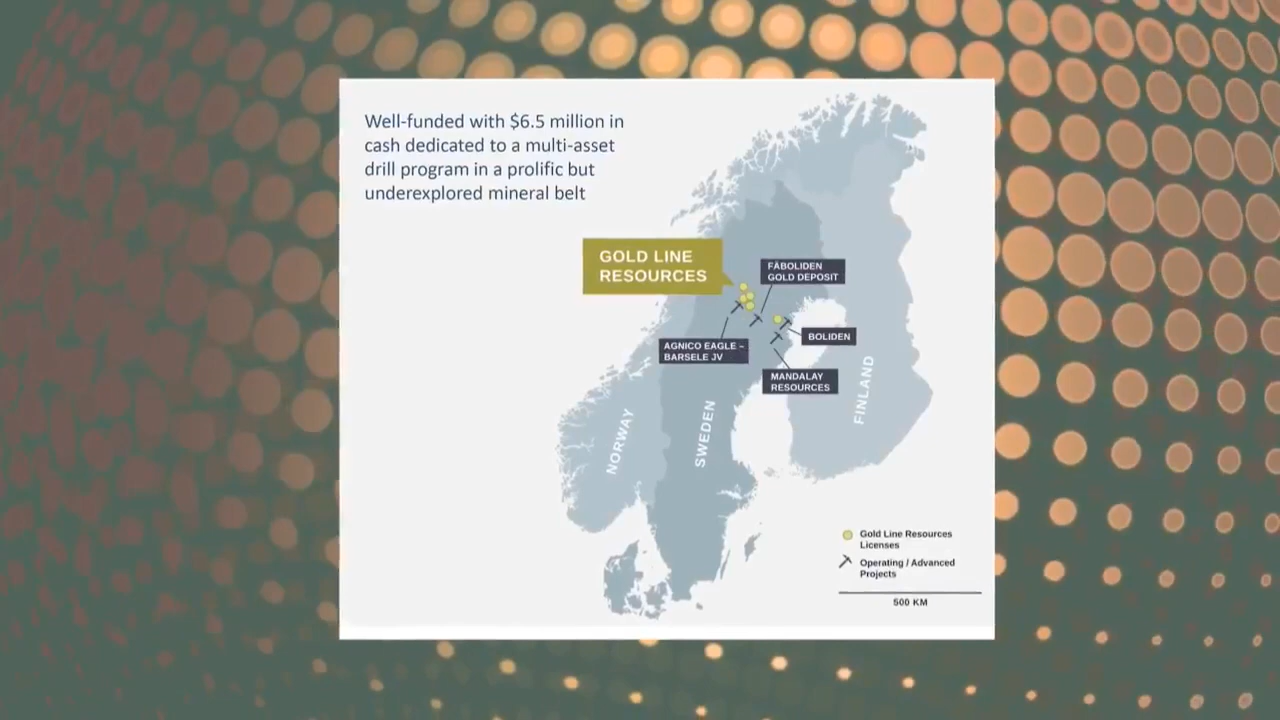 Well-funded with $6.5 million in
cash dedicated to a multi-asset
drill program in a prolific but
underexplored mineral belt
GOLD LINE
RESOURCES
FÄBOLIDEN
GOLD DEPOSIT
AGNICO EAGLE –
BARSELE JV
BOLIDEN
MANDALAY
RESOURCES
NORWAY
SWEDEN
FINLAND
Gold Line Resources
Licenses
Operating / Advanced
Projects
500 KM